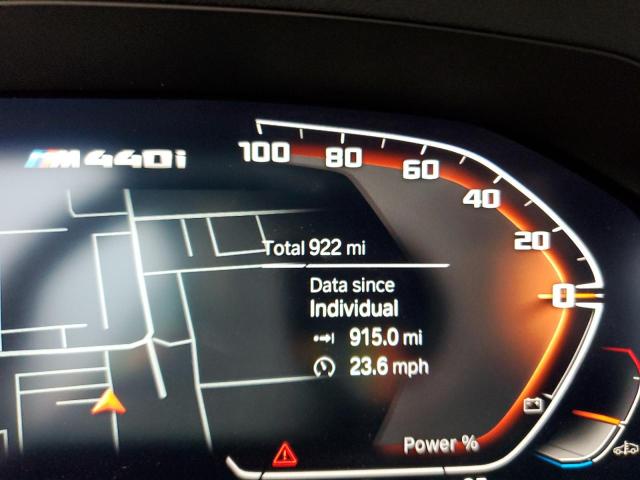 M440i
100 80 60 40 20 0
Total 922 mi
Data since
Individual
915.0 mi
23.6 mph
Power %